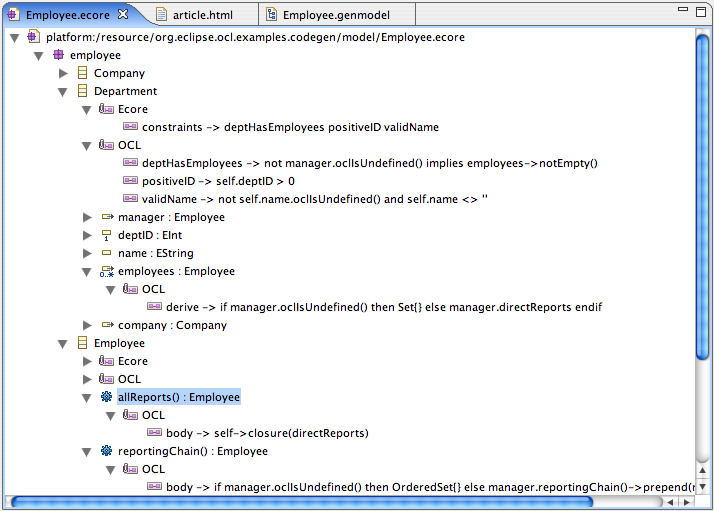 Employee.ecore article.html Employee.genmodel
platform:/resource/org.eclipse.ocl.examples.codegen/model/Employee.ecore
employee
Company
Department
Ecore
constraints -> deptHasEmployees positiveID validName
OCL
deptHasEmployees -> not manager.oclIsUndefined() implies employees->notEmpty()
positiveID -> self.deptID > 0
validName -> not self.name.oclIsUndefined() and self.name <> ''
manager : Employee
deptID : EInt
name : EString
employees : Employee
OCL
derive -> if manager.oclIsUndefined() then Set{} else manager.directReports endif
company : Company
Employee
Ecore
OCL
allReports() : Employee
OCL
body -> self->closure(directReports)
reportingChain() : Employee
OCL
body -> if manager.oclIsUndefined() then OrderedSet{} else manager.reportingChain()->prepend(